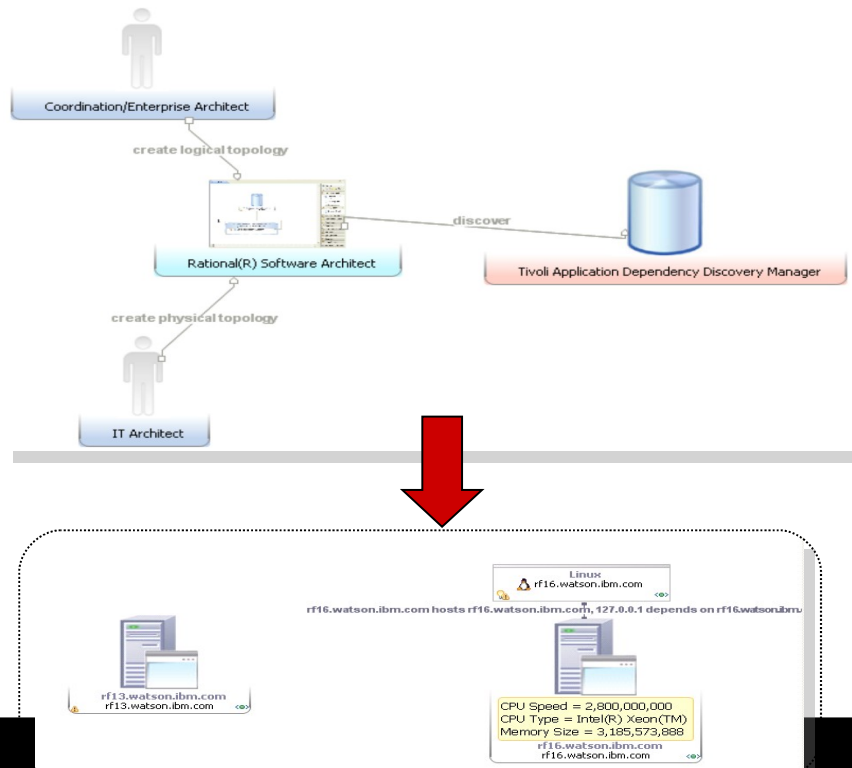 Coordination/Enterprise Architect
create logical topology
discover
Rational(R) Software Architect
Tivoli Application Dependency Discovery Manager
create physical topology
IT Architect
Linux
rf16.watson.ibm.com
rf16.watson.ibm.com hosts rf16.watson.ibm.com, 127.0.0.1 depends on rf16.watson.ibm.
rf13.watson.ibm.com
rf13.watson.ibm.com
CPU Speed = 2,800,000,000
CPU Type = Intel(R) Xeon(TM)
Memory Size = 3,185,573,888
rf16.watson.ibm.com
rf16.watson.ibm.com